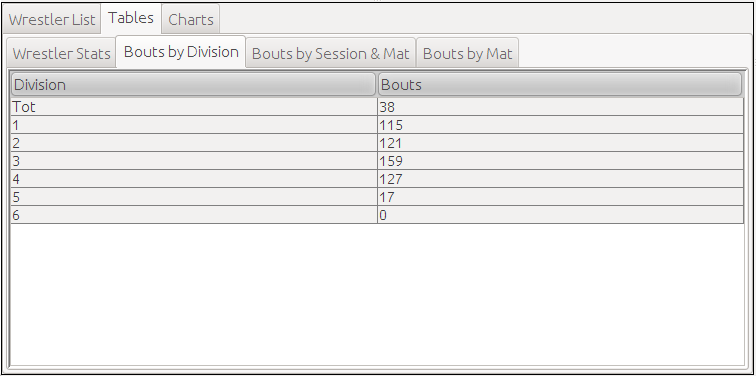 Wrestler List Tables Charts
Wrestler Stats Bouts by Division Bouts by Session & Mat Bouts by Mat
Division Bouts
Tot 38
1 115
2 121
3 159
4 127
5 17
6 0